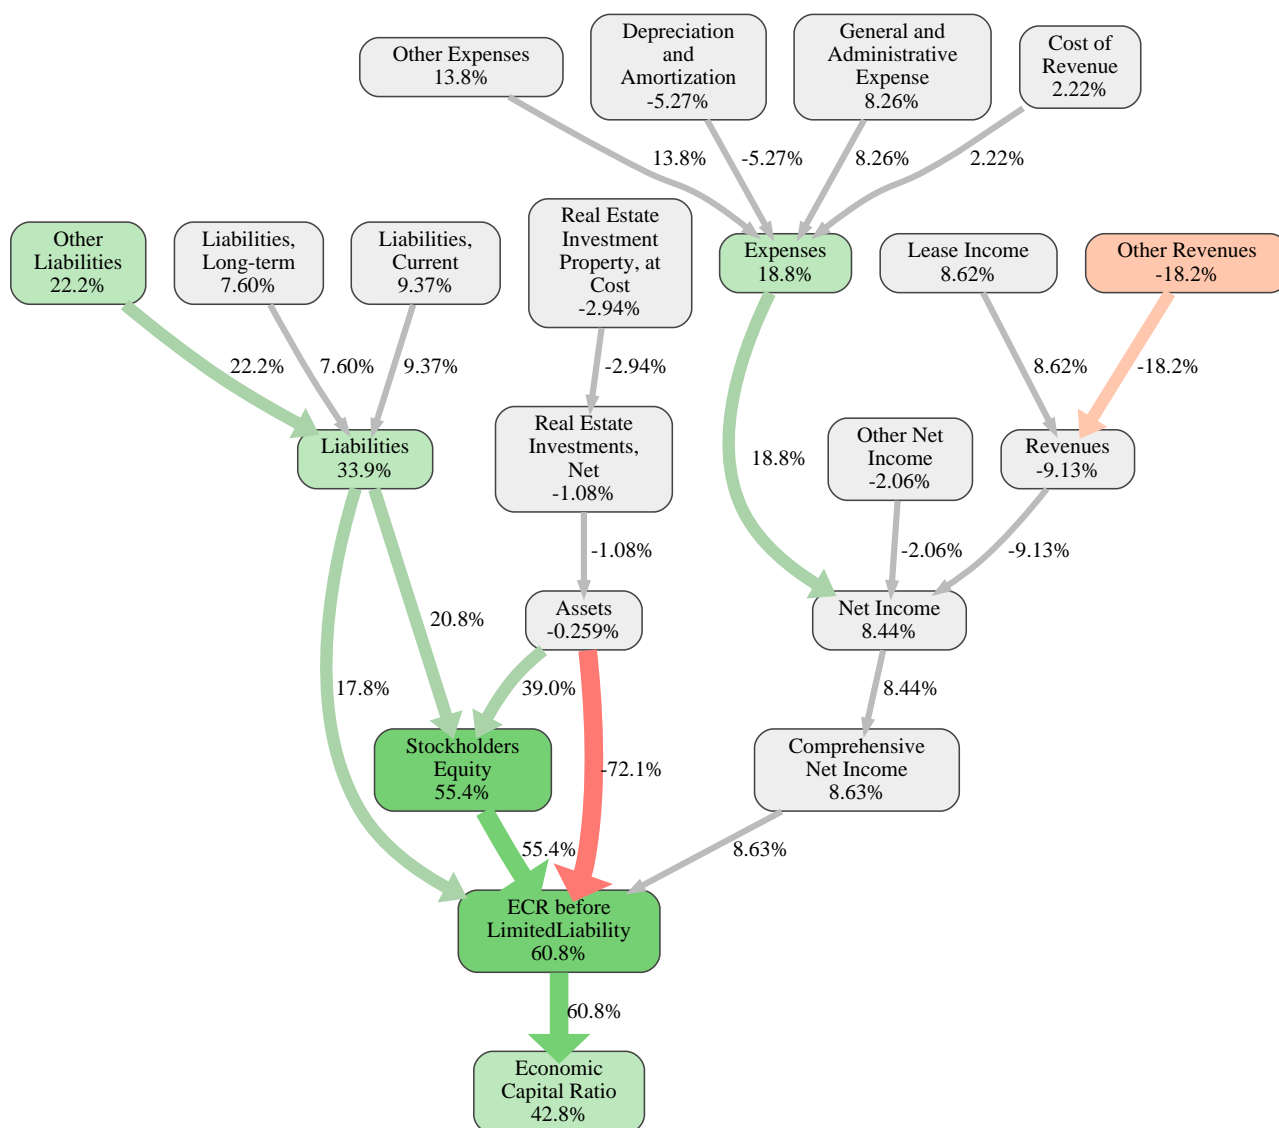 Other Expenses
13.8%
Depreciation
and
Amortization
-5.27%
General and
Administrative
Expense
8.26%
Cost of
Revenue
2.22%
13.8%
-5.27%
8.26%
2.22%
Other
Liabilities
22.2%
Liabilities,
Long-term
7.60%
Liabilities,
Current
9.37%
Real Estate
Investment
Property, at
Cost
-2.94%
Expenses
18.8%
Lease Income
8.62%
Other Revenues
-18.2%
22.2%
7.60%
9.37%
-2.94%
8.62%
-18.2%
Liabilities
33.9%
Real Estate
Investments,
Net
-1.08%
18.8%
Other Net
Income
-2.06%
Revenues
-9.13%
-1.08%
-2.06%
-9.13%
20.8%
Assets
-0.259%
Net Income
8.44%
17.8%
39.0%
8.44%
Stockholders
Equity
55.4%
-72.1%
Comprehensive
Net Income
8.63%
55.4%
8.63%
ECR before
LimitedLiability
60.8%
60.8%
Economic
Capital Ratio
42.8%